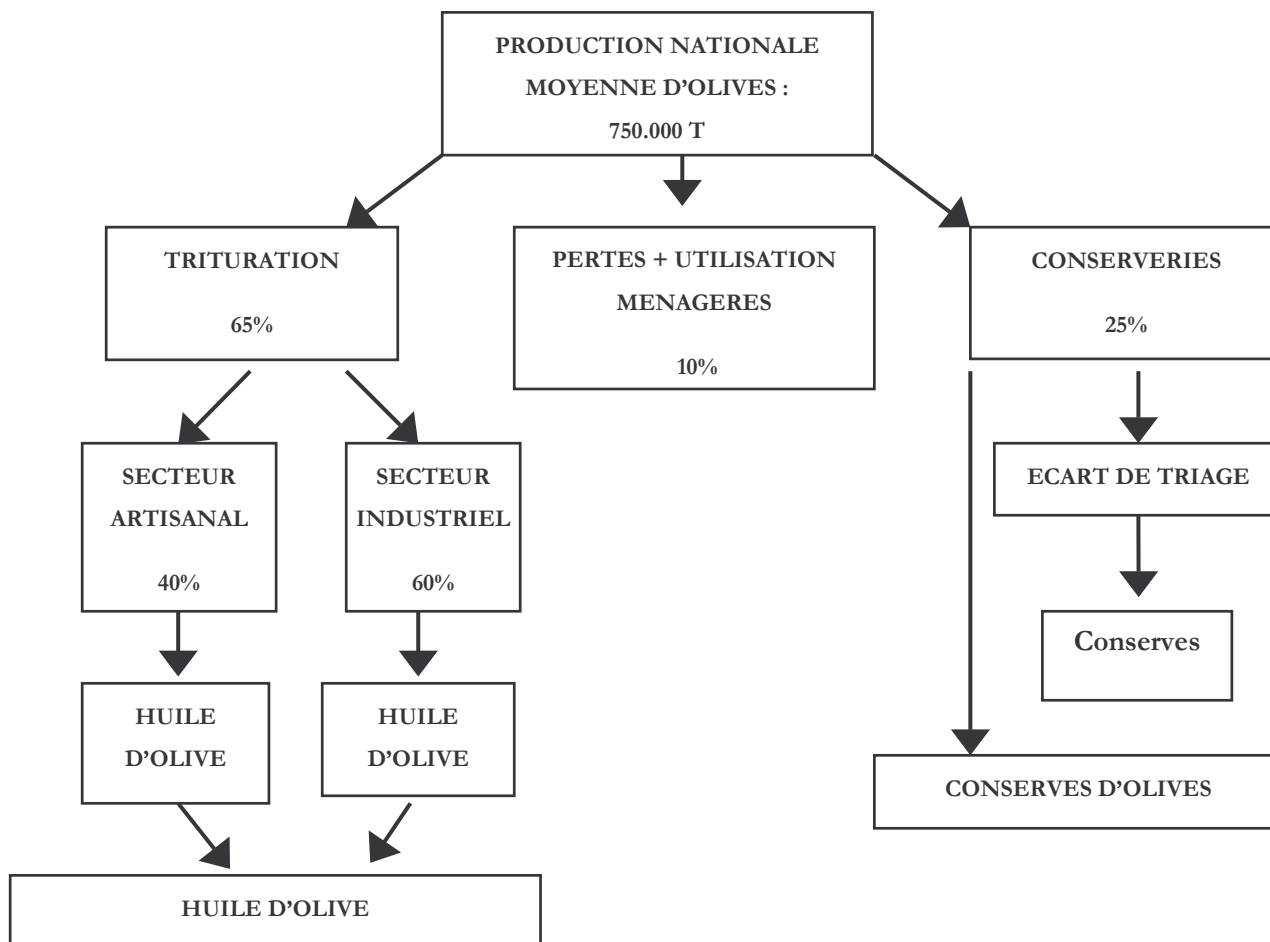 PRODUCTION NATIONALE
MOYENNE D'OLIVES :
750.000 T
TRITURATION
65%
PERTES + UTILISATION
MENAGERES
10%
CONSERVERIES
25%
SECTEUR
ARTISANAL
40%
SECTEUR
INDUSTRIEL
60%
ECART DE TRIAGE
Conserves
HUILE
D'OLIVE
HUILE
D'OLIVE
CONSERVES D'OLIVES
HUILE D'OLIVE